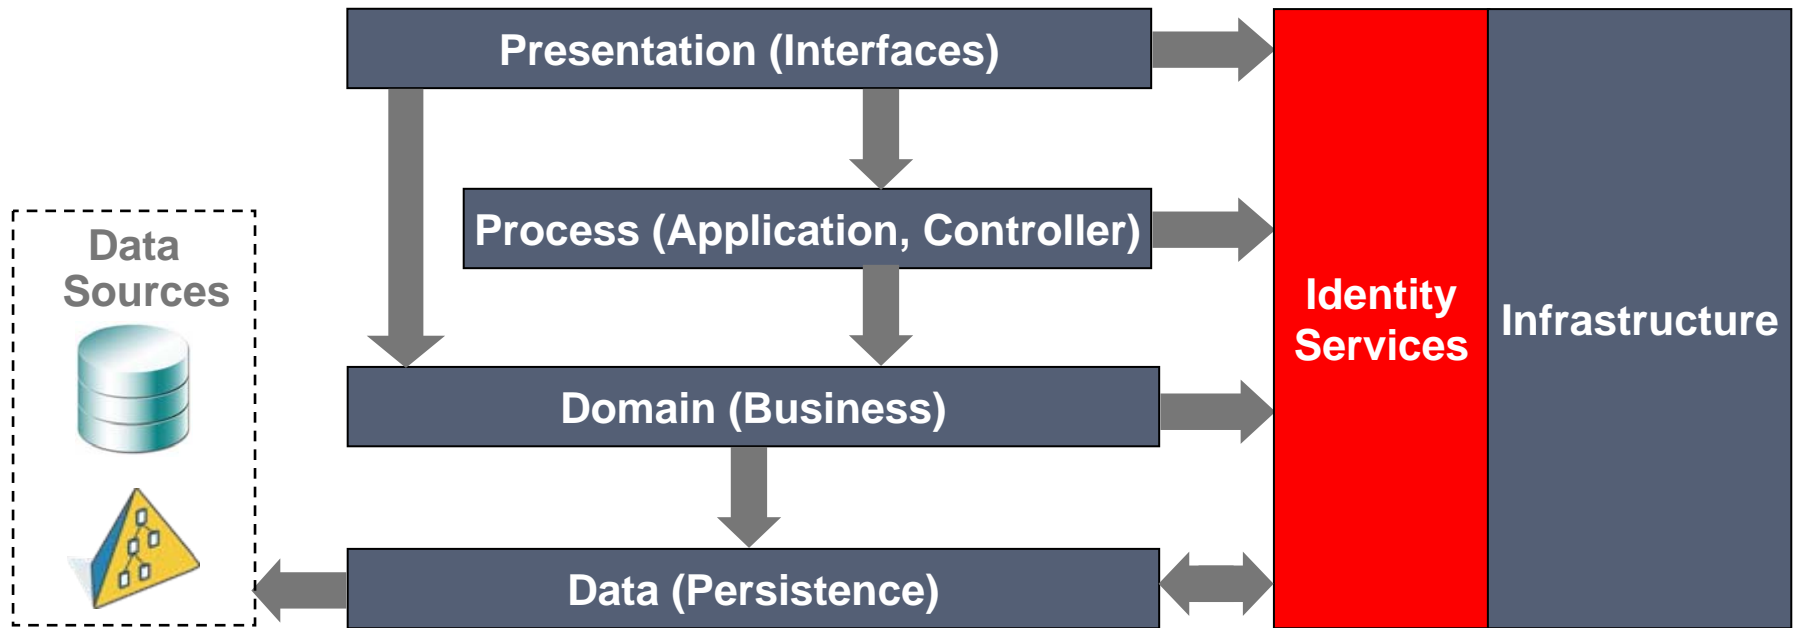 Presentation (Interfaces)
Process (Application, Controller)
Data
Sources
Identity
Services
Infrastructure
Domain (Business)
Data (Persistence)